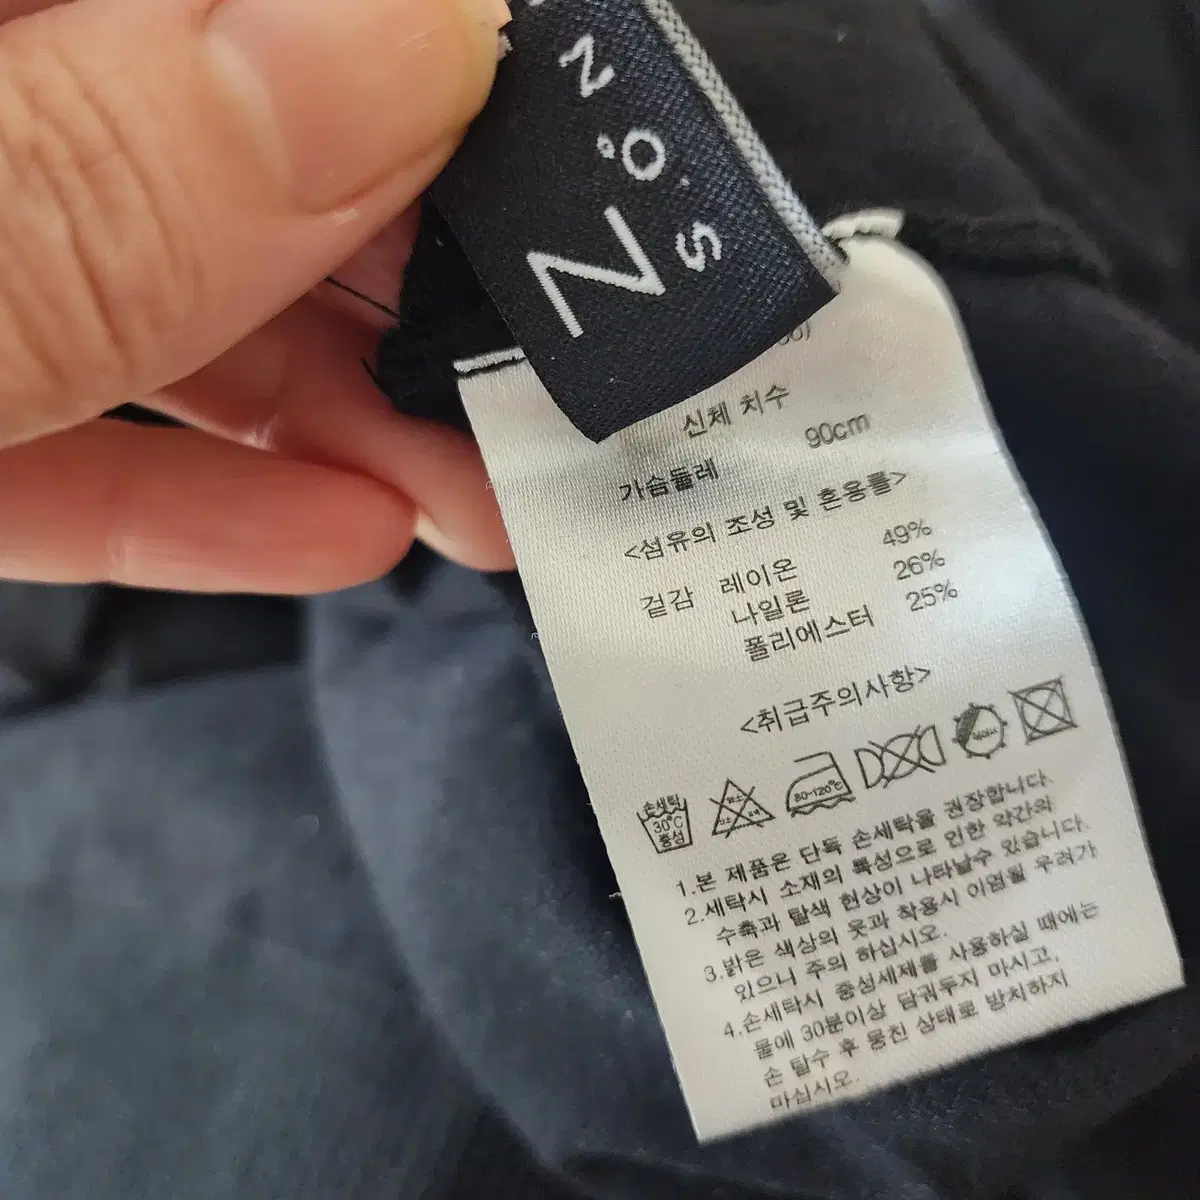 신체 치수
가슴둘레 90cm
<섬유의 조성 및 혼용률>
겉감 레이온 49%
나일론 26%
폴리에스터 25%
<취급주의사항>
손세탁
30℃
중성
80~120℃
1.본 제품은 단독 손세탁을 권장합니다.
2.세탁시 소재의 특성으로 인한 약간의
수축과 탈색 현상이 나타날수 있습니다.
3.밝은 색상의 옷과 착용시 이염될 우려가
있으니 주의 하십시오.
4.손세탁시 중성세제를 사용하실 때에는
물에 30분이상 담궈두지 마시고,
손 탈수 후 뭉친 상태로 방치하지
마십시오.